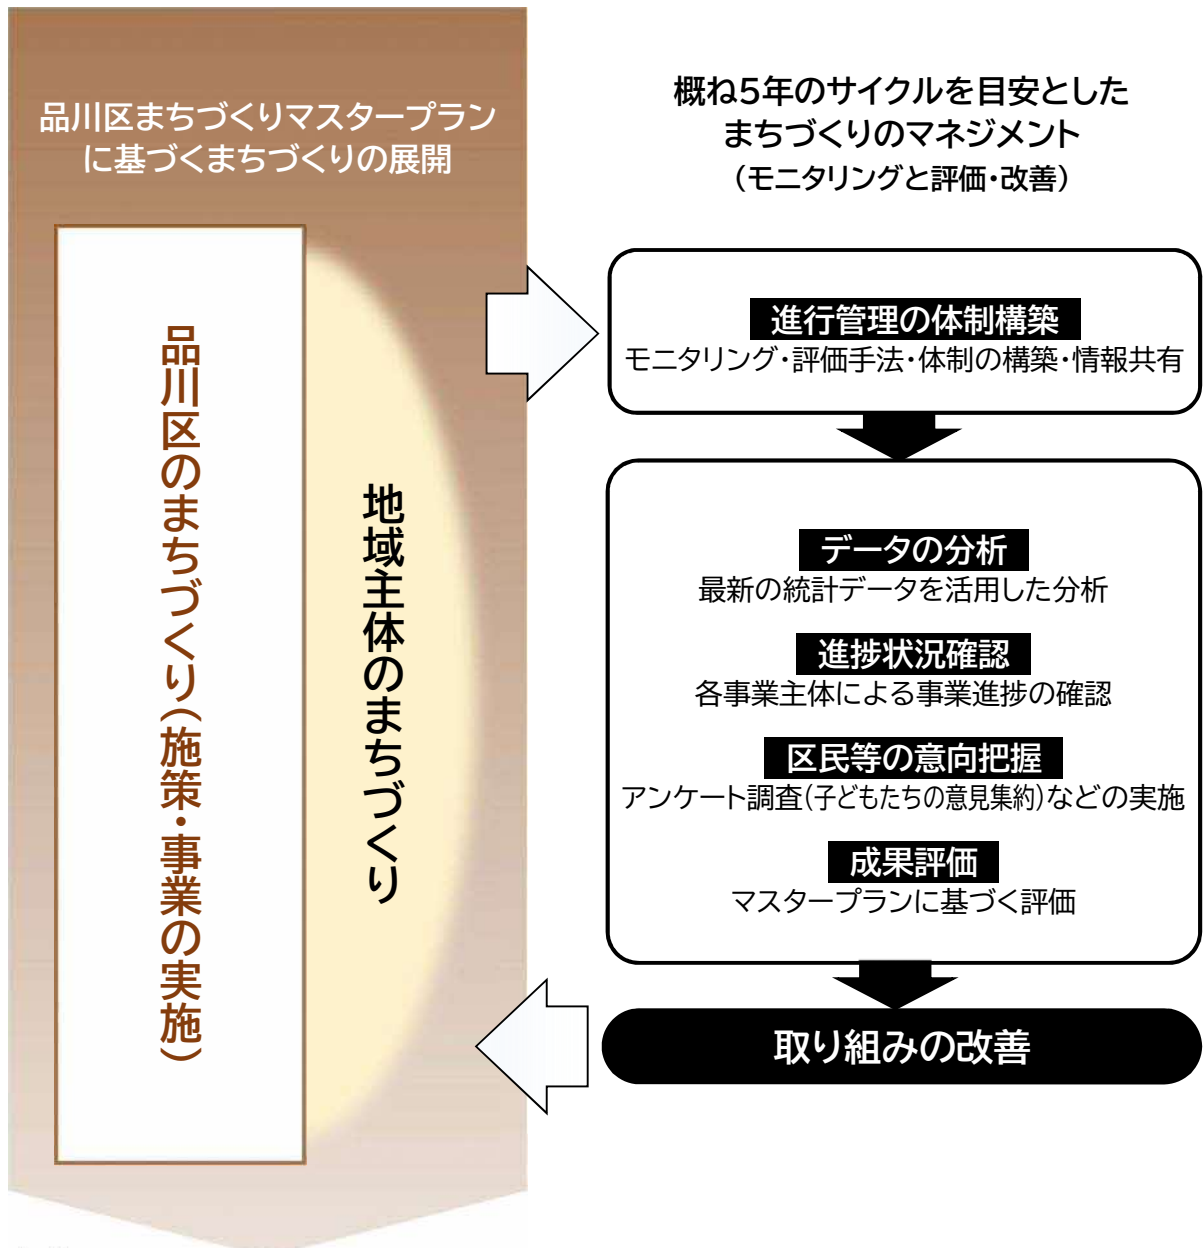 品川区まちづくりマスタープラン
に基づくまちづくりの展開
品川区のまちづくり(施策・事業の実施)
地域主体のまちづくり
概ね5年のサイクルを目安とした
まちづくりのマネジメント
(モニタリングと評価・改善)
進行管理の体制構築
モニタリング・評価手法・体制の構築・情報共有
データの分析
最新の統計データを活用した分析
進捗状況確認
各事業主体による事業進捗の確認
区民等の意向把握
アンケート調査(子どもたちの意見集約)などの実施
成果評価
マスタープランに基づく評価
取り組みの改善